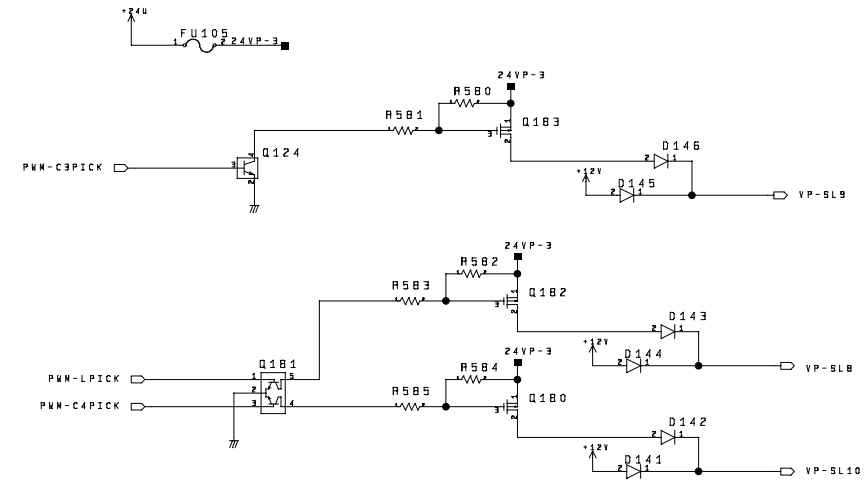 +24V
FU105
1 2 24VP-3
24VP-3
R580
R581
1
Q183
3
2
Q124
4
PWM-C3PICK
3
2
D146
2 1
+12V
D145
2 1
VP-SL9
24VP-3
R582
R583
1
Q182
3
2
D143
2 1
+12V
D144
2 1
VP-SL8
Q181
PWM-LPICK
1 5
2
PWM-C4PICK
3 4
24VP-3
R584
R585
1
Q180
3
2
D142
2 1
+12V
D141
2 1
VP-SL10